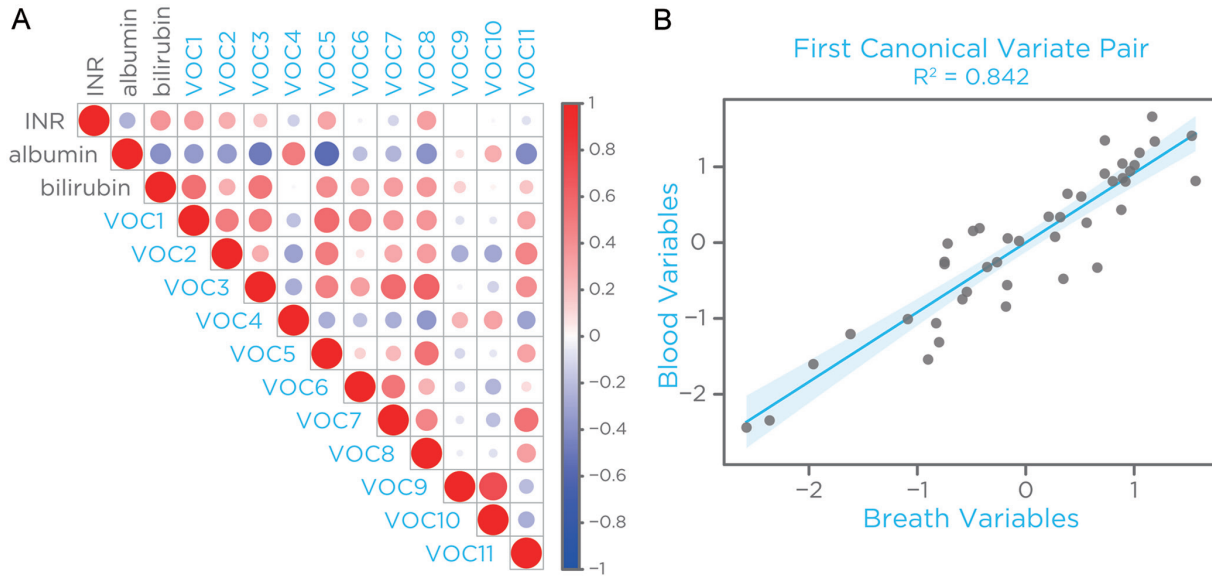 A
INR
albumin
bilirubin
VOC1
VOC2
VOC3
VOC4
VOC5
VOC6
VOC7
VOC8
VOC9
VOC10
VOC11
INR
albumin
bilirubin
VOC1
VOC2
VOC3
VOC4
VOC5
VOC6
VOC7
VOC8
VOC9
VOC10
VOC11
1
0.8
0.6
0.4
0.2
0
−0.2
−0.4
−0.6
−0.8
−1
B
First Canonical Variate Pair
R² = 0.842
Blood Variables
1
0
−1
−2
−2
−1
0
1
Breath Variables